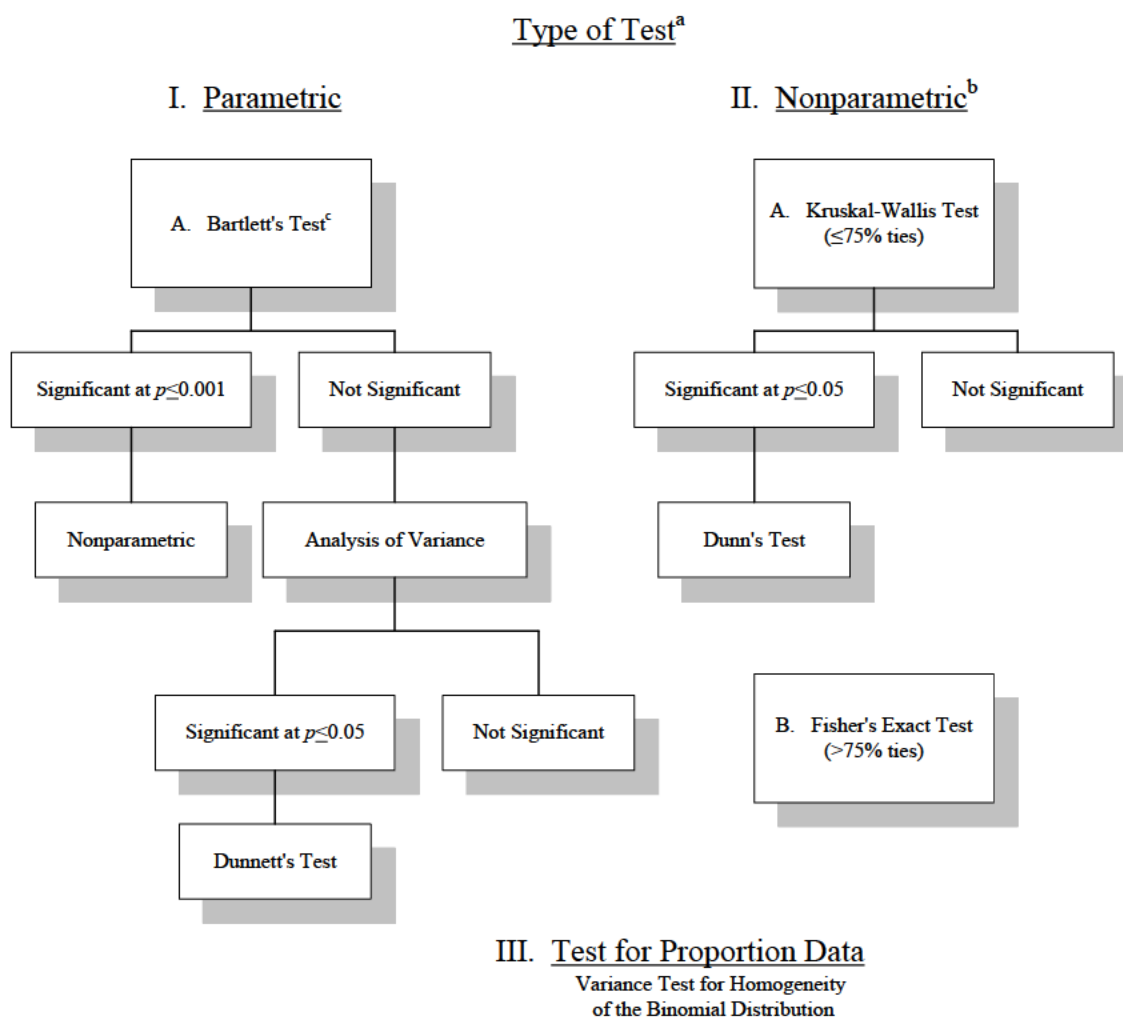 Type of Testᵃ
I. Parametric
II. Nonparametricᵇ
A. Bartlett's Testᶜ
A. Kruskal-Wallis Test
(≤75% ties)
Significant at p≤0.001
Not Significant
Significant at p≤0.05
Not Significant
Nonparametric
Analysis of Variance
Dunn's Test
Significant at p≤0.05
Not Significant
B. Fisher's Exact Test
(>75% ties)
Dunnett's Test
III. Test for Proportion Data
Variance Test for Homogeneity
of the Binomial Distribution